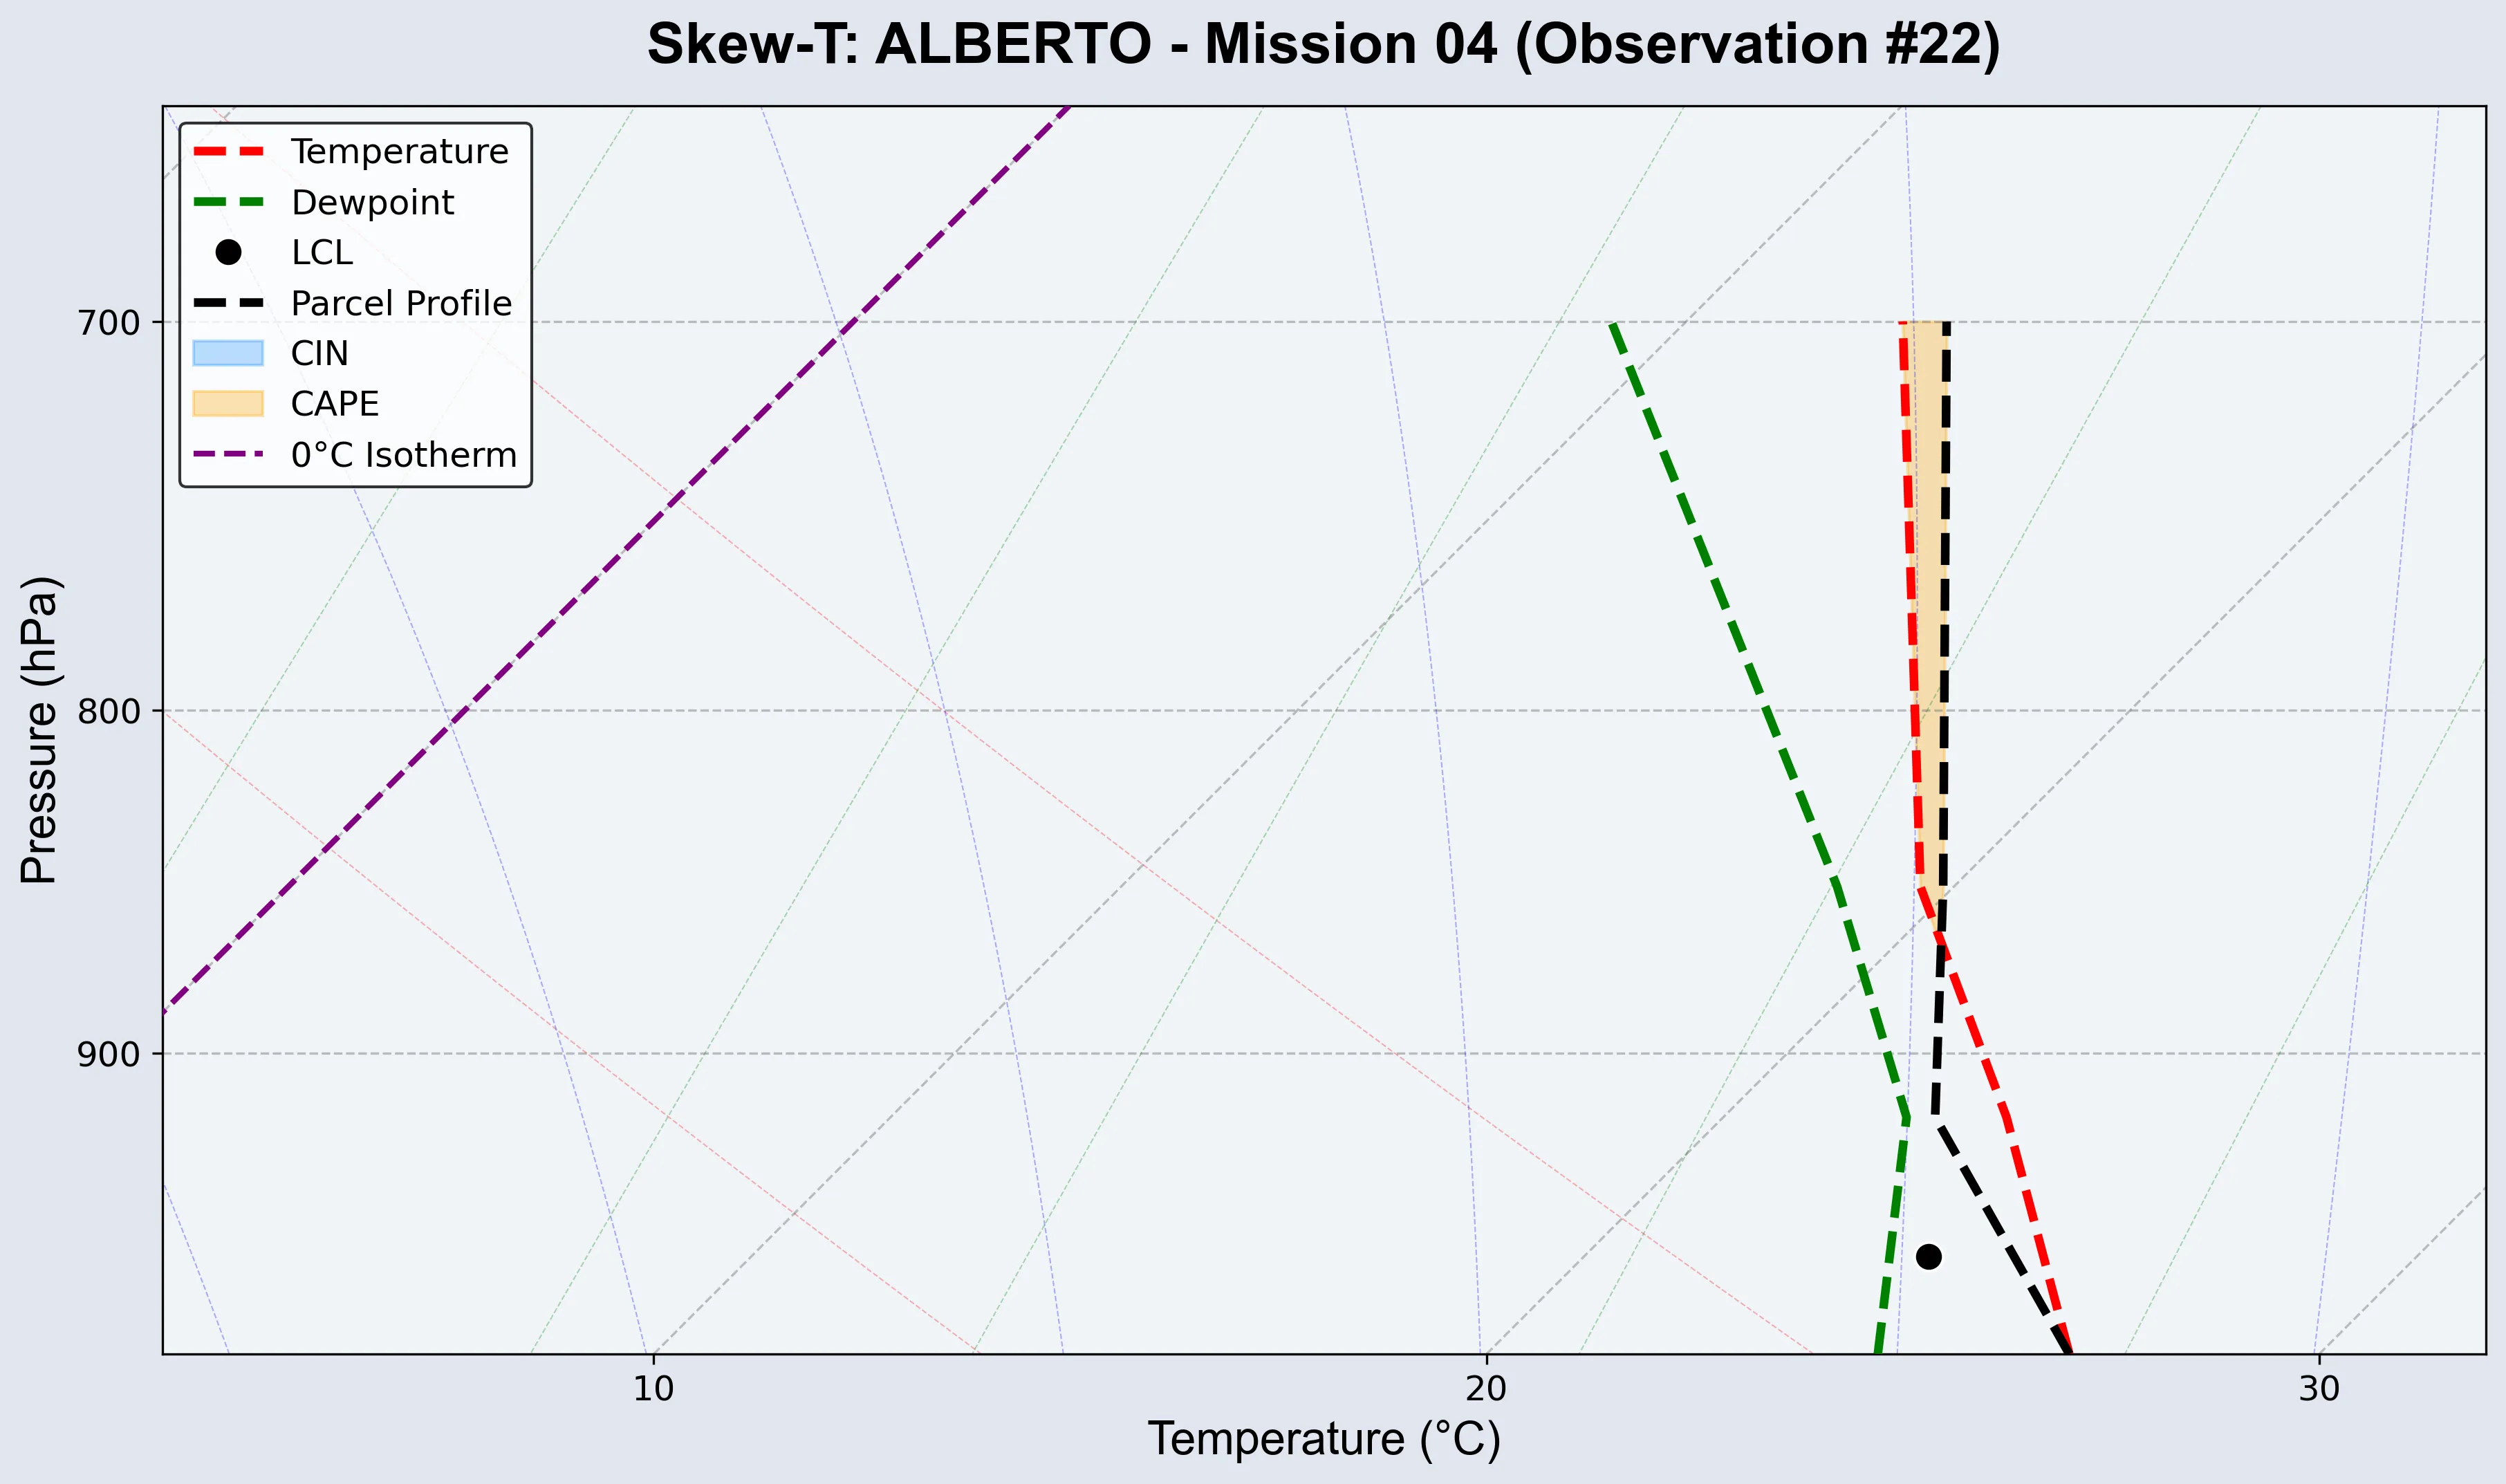 Skew-T: ALBERTO - Mission 04 (Observation #22)
Temperature
Dewpoint
LCL
Parcel Profile
CIN
CAPE
0°C Isotherm
700
800
900
Pressure (hPa)
10
20
30
Temperature (°C)